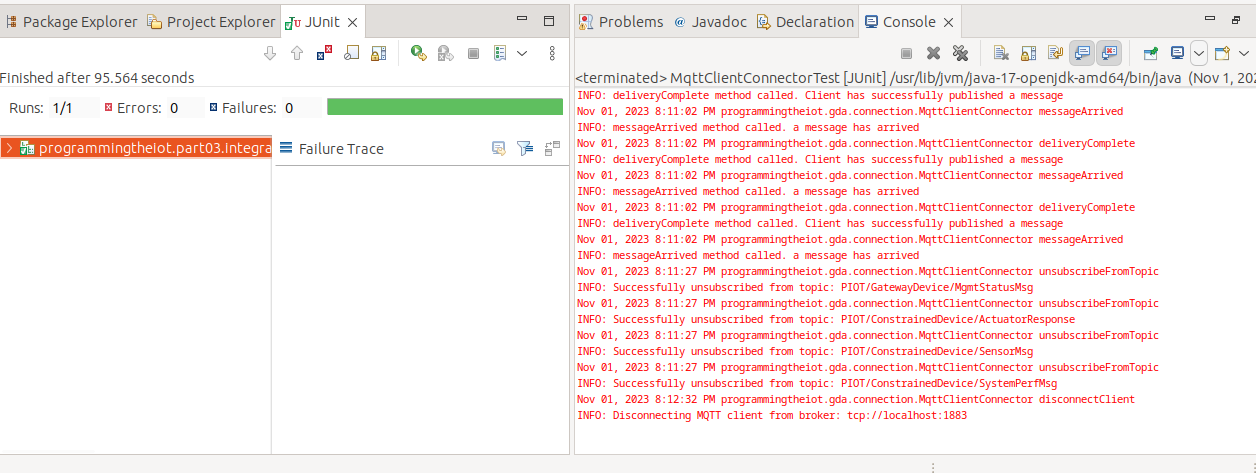 Package Explorer Project Explorer JUnit
Finished after 95.564 seconds
Runs: 1/1 Errors: 0 Failures: 0
programmingtheiot.part03.integra
Failure Trace
Problems Javadoc Declaration Console
<terminated> MqttClientConnectorTest [JUnit] /usr/lib/jvm/java-17-openjdk-amd64/bin/java (Nov 1, 202
INFO: deliveryComplete method called. Client has successfully published a message
Nov 01, 2023 8:11:02 PM programmingtheiot.gda.connection.MqttClientConnector messageArrived
INFO: messageArrived method called. a message has arrived
Nov 01, 2023 8:11:02 PM programmingtheiot.gda.connection.MqttClientConnector deliveryComplete
INFO: deliveryComplete method called. Client has successfully published a message
Nov 01, 2023 8:11:02 PM programmingtheiot.gda.connection.MqttClientConnector messageArrived
INFO: messageArrived method called. a message has arrived
Nov 01, 2023 8:11:02 PM programmingtheiot.gda.connection.MqttClientConnector deliveryComplete
INFO: deliveryComplete method called. Client has successfully published a message
Nov 01, 2023 8:11:02 PM programmingtheiot.gda.connection.MqttClientConnector messageArrived
INFO: messageArrived method called. a message has arrived
Nov 01, 2023 8:11:27 PM programmingtheiot.gda.connection.MqttClientConnector unsubscribeFromTopic
INFO: Successfully unsubscribed from topic: PIOT/GatewayDevice/MgmtStatusMsg
Nov 01, 2023 8:11:27 PM programmingtheiot.gda.connection.MqttClientConnector unsubscribeFromTopic
INFO: Successfully unsubscribed from topic: PIOT/ConstrainedDevice/ActuatorResponse
Nov 01, 2023 8:11:27 PM programmingtheiot.gda.connection.MqttClientConnector unsubscribeFromTopic
INFO: Successfully unsubscribed from topic: PIOT/ConstrainedDevice/SensorMsg
Nov 01, 2023 8:11:27 PM programmingtheiot.gda.connection.MqttClientConnector unsubscribeFromTopic
INFO: Successfully unsubscribed from topic: PIOT/ConstrainedDevice/SystemPerfMsg
Nov 01, 2023 8:12:32 PM programmingtheiot.gda.connection.MqttClientConnector disconnectClient
INFO: Disconnecting MQTT client from broker: tcp://localhost:1883